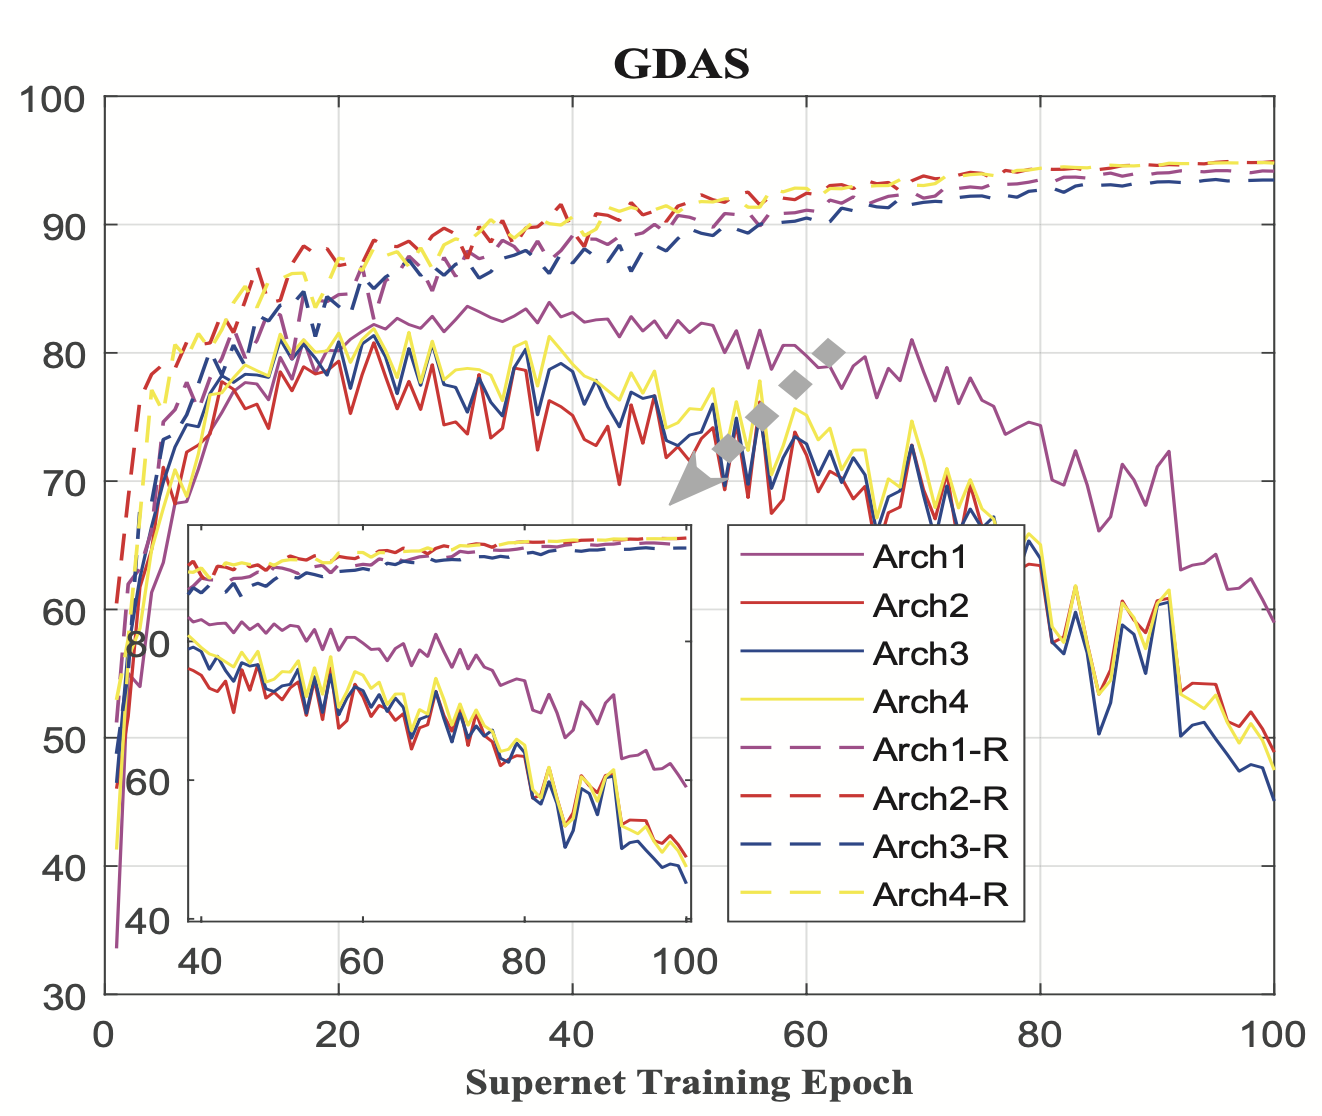 GDAS
100
90
80
70
60
50
40
30
0 20 40 60 80 100
80
60
40
40 60 80 100
Arch1
Arch2
Arch3
Arch4
Arch1-R
Arch2-R
Arch3-R
Arch4-R
Supernet Training Epoch